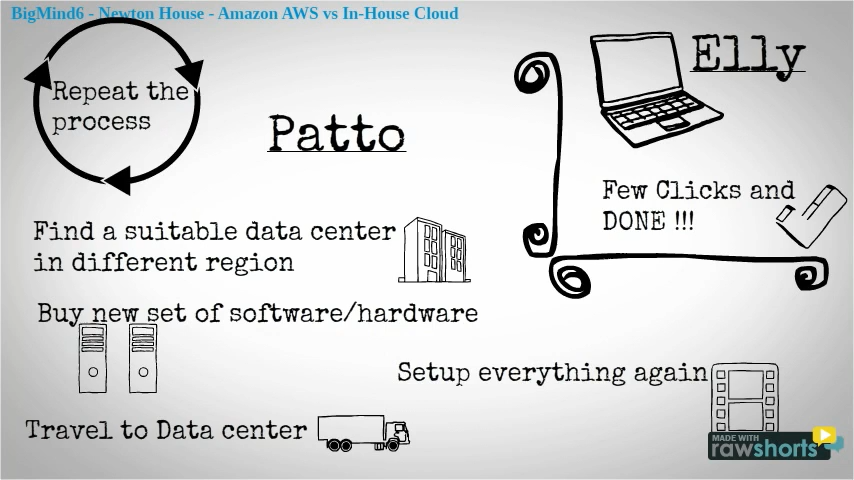 BigMind6 - Newton House - Amazon AWS vs In-House Cloud
Repeat the
process
Patto
Elly
Few Clicks and
DONE !!!
Find a suitable data center
in different region
Buy new set of software/hardware
Setup everything again
Travel to Data center
MADE WITH
rawshorts